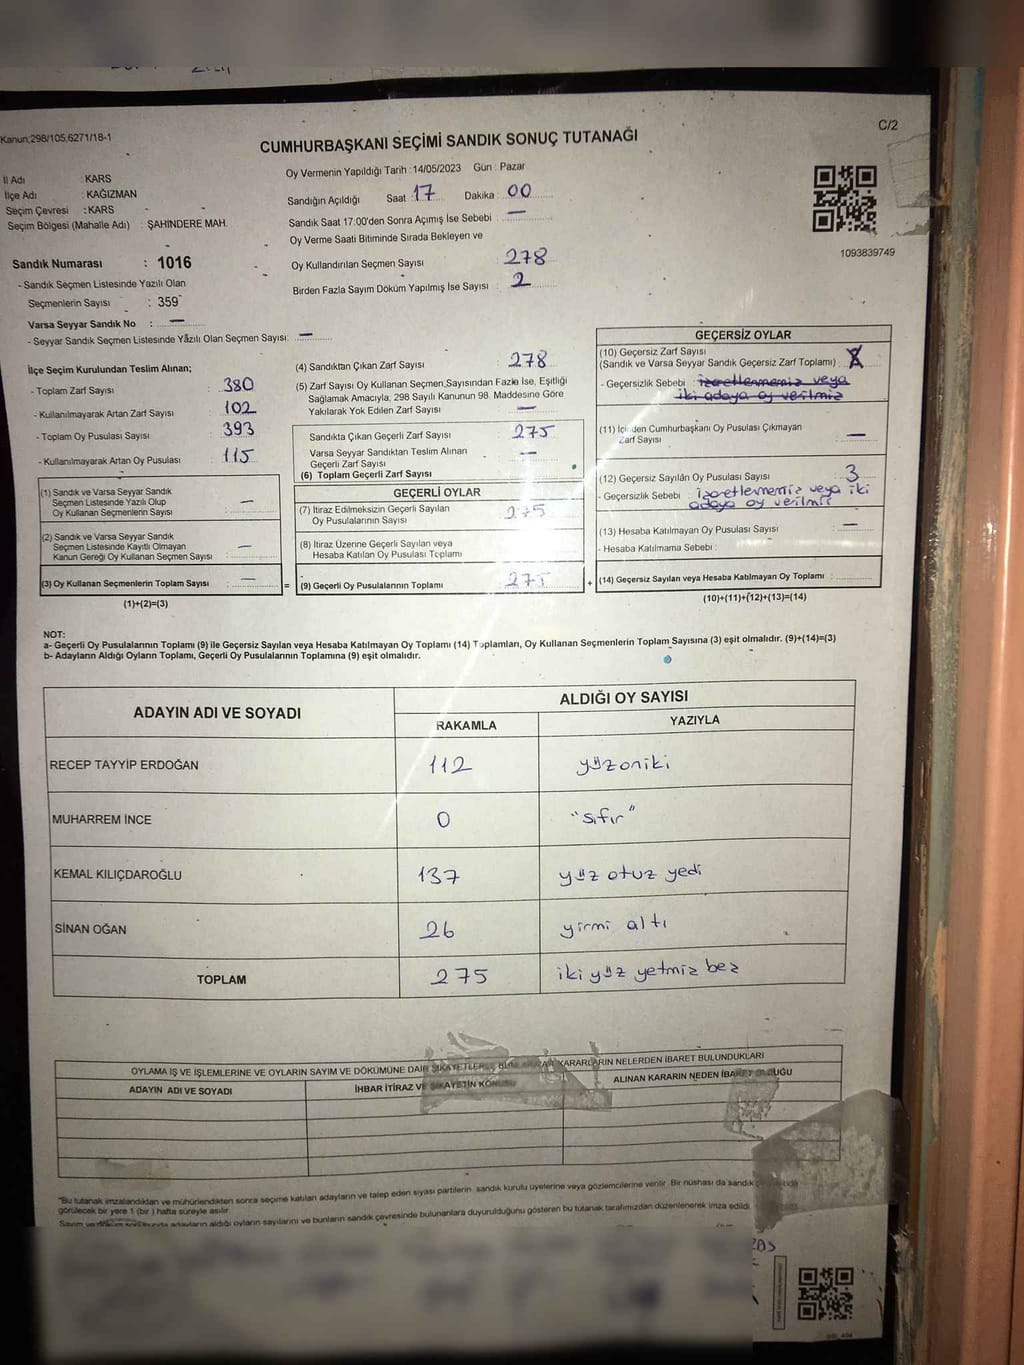 Kanun;298/105,6271/18-1
C/2
CUMHURBAŞKANI SEÇİMİ SANDIK SONUÇ TUTANAĞI
İl Adı : KARS
İlçe Adı : KAĞIZMAN
Seçim Çevresi : KARS
Seçim Bölgesi (Mahalle Adı) : ŞAHİNDERE MAH.
Sandık Numarası : 1016
- Sandık Seçmen Listesinde Yazılı Olan
Seçmenlerin Sayısı : 359
Varsa Seyyar Sandık No : —
- Seyyar Sandık Seçmen Listesinde Yazılı Olan Seçmen Sayısı: —
Oy Vermenin Yapıldığı Tarih : 14/05/2023 Gün : Pazar
Sandığın Açıldığı Saat 17 Dakika : 00
Sandık Saat 17:00'den Sonra Açımış İse Sebebi : —
Oy Verme Saati Bitiminde Sırada Bekleyen ve
Oy Kullandırılan Seçmen Sayısı : 278
Birden Fazla Sayım Döküm Yapılmış İse Sayısı : 2
1093839749
İlçe Seçim Kurulundan Teslim Alınan;
- Toplam Zarf Sayısı : 380
- Kullanılmayarak Artan Zarf Sayısı : 102
- Toplam Oy Pusulası Sayısı : 393
- Kullanılmayarak Artan Oy Pusulası : 115
(1) Sandık ve Varsa Seyyar Sandık
Seçmen Listesinde Yazılı Olup
Oy Kullanan Seçmenlerin Sayısı : —
(2) Sandık ve Varsa Seyyar Sandık
Seçmen Listesinde Kayıtlı Olmayan
Kanun Gereği Oy Kullanan Seçmen Sayısı : —
(3) Oy Kullanan Seçmenlerin Toplam Sayısı : —
(1)+(2)=(3)
(4) Sandıktan Çıkan Zarf Sayısı : 278
(5) Zarf Sayısı Oy Kullanan Seçmen Sayısından Fazla İse, Eşitliği
Sağlamak Amacıyla, 298 Sayılı Kanunun 98. Maddesine Göre
Yakılarak Yok Edilen Zarf Sayısı : —
Sandıkta Çıkan Geçerli Zarf Sayısı : 275
Varsa Seyyar Sandıktan Teslim Alınan
Geçerli Zarf Sayısı : —
(6) Toplam Geçerli Zarf Sayısı
GEÇERLİ OYLAR
(7) İtiraz Edilmeksizin Geçerli Sayılan
Oy Pusulalarının Sayısı : 275
(8) İtiraz Üzerine Geçerli Sayılan veya
Hesaba Katılan Oy Pusulası Toplamı :
= (9) Geçerli Oy Pusulalarının Toplamı : 275
GEÇERSİZ OYLAR
(10) Geçersiz Zarf Sayısı
(Sandık ve Varsa Seyyar Sandık Geçersiz Zarf Toplamı) :
- Geçersizlik Sebebi : İşaretlenmemiş veya
iki adaya oy verilmiş
(11) İçinden Cumhurbaşkanı Oy Pusulası Çıkmayan
Zarf Sayısı : —
(12) Geçersiz Sayılan Oy Pusulası Sayısı : 3
- Geçersizlik Sebebi : İşaretlenmemiş veya iki
adaya oy verilmiş
(13) Hesaba Katılmayan Oy Pusulası Sayısı : —
- Hesaba Katılmama Sebebi :
+ (14) Geçersiz Sayılan veya Hesaba Katılmayan Oy Toplamı :
(10)+(11)+(12)+(13)=(14)
NOT:
a- Geçerli Oy Pusulalarının Toplamı (9) ile Geçersiz Sayılan veya Hesaba Katılmayan Oy Toplamı (14) Toplamları, Oy Kullanan Seçmenlerin Toplam Sayısına (3) eşit olmalıdır. (9)+(14)=(3)
b- Adayların Aldığı Oyların Toplamı, Geçerli Oy Pusulalarının Toplamına (9) eşit olmalıdır.
ADAYIN ADI VE SOYADI ALDIĞI OY SAYISI
RAKAMLA YAZIYLA
RECEP TAYYİP ERDOĞAN 112 yüzoniki
MUHARREM İNCE 0 "sıfır"
KEMAL KILIÇDAROĞLU 137 yüz otuz yedi
SİNAN OĞAN 26 yirmi altı
TOPLAM 275 iki yüz yetmiş beş
OYLAMA İŞ VE İŞLEMLERİNE VE OYLARIN SAYIM VE DÖKÜMÜNE DAİR ŞİKAYETLERLE BUNLARA KARARLARIN NELERDEN İBARET BULUNDUKLARI
ADAYIN ADI VE SOYADI İHBAR İTİRAZ VE ŞİKAYETİN KONUSU ALINAN KARARIN NEDEN İBARET OLDUĞU
"Bu tutanak imzalandıktan ve mühürlendikten sonra seçime katılan adayların ve talep eden siyası partilerin, sandık kurulu üyelerine veya gözlemcilerine verilir. Bir nüshası da sandık
görülecek bir yere 1 (bir ) hafta süreyle asılır.
Sayım ve döküm sonunda adayların aldığı oyların sayılarını ve bunların sandık çevresinde bulunanlara duyurulduğunu gösteren bu tutanak tarafımızdan düzenlenerek imza edildi.